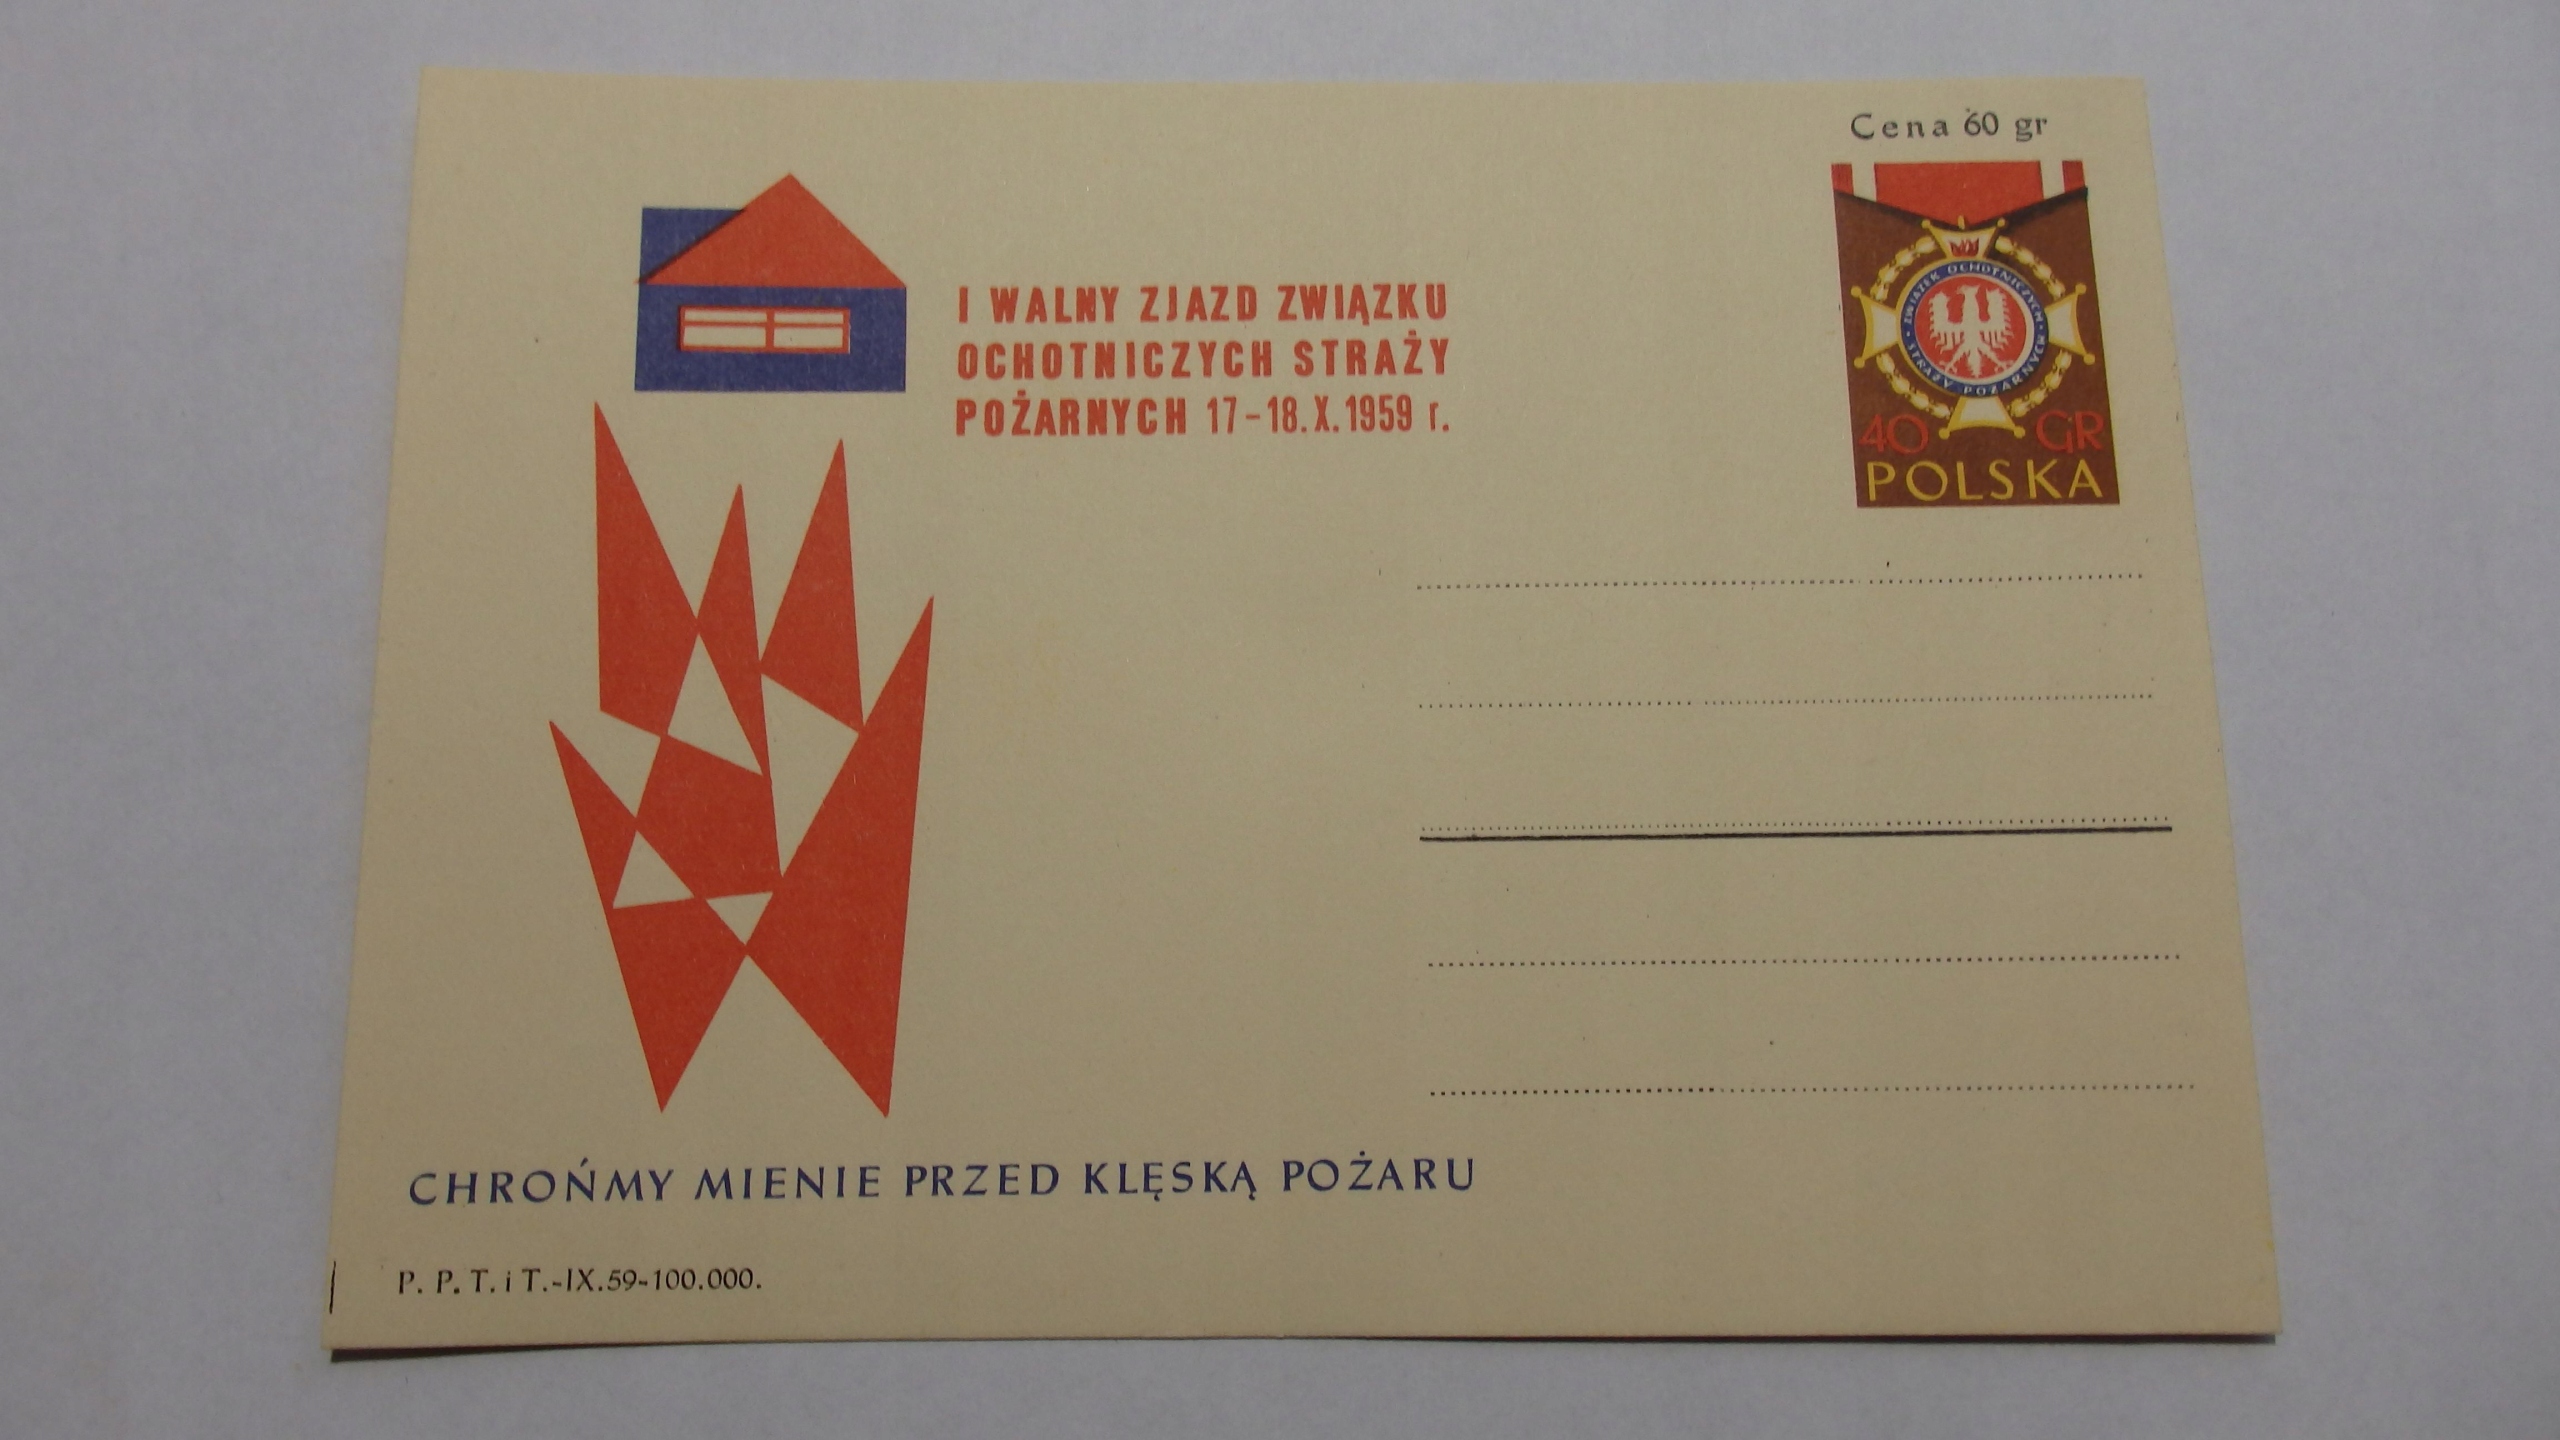 Cena 60 gr
I WALNY ZJAZD ZWIĄZKU
OCHOTNICZYCH STRAŻY
POŻARNYCH 17-18.X.1959 r.
ZWIĄZEK OCHOTNICZYCH
STRAŻY POŻARNYCH
40 GR
POLSKA
CHROŃMY MIENIE PRZED KLĘSKĄ POŻARU
P. P. T. i T.-IX.59-100.000.